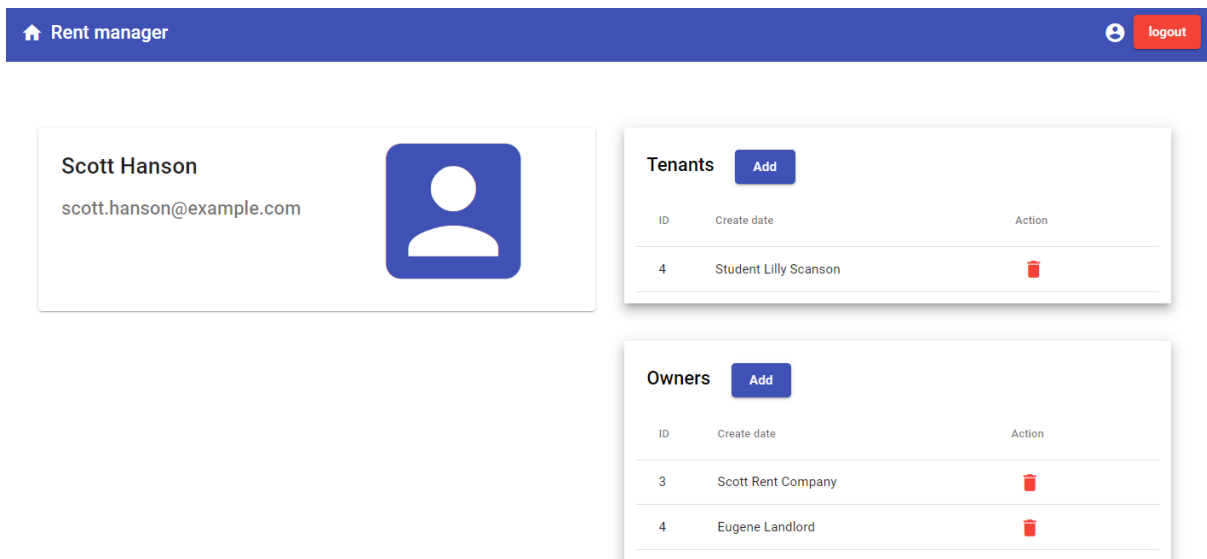 Rent manager
logout
Scott Hanson
scott.hanson@example.com
Tenants Add
ID Create date Action
4 Student Lilly Scanson
Owners Add
ID Create date Action
3 Scott Rent Company
4 Eugene Landlord